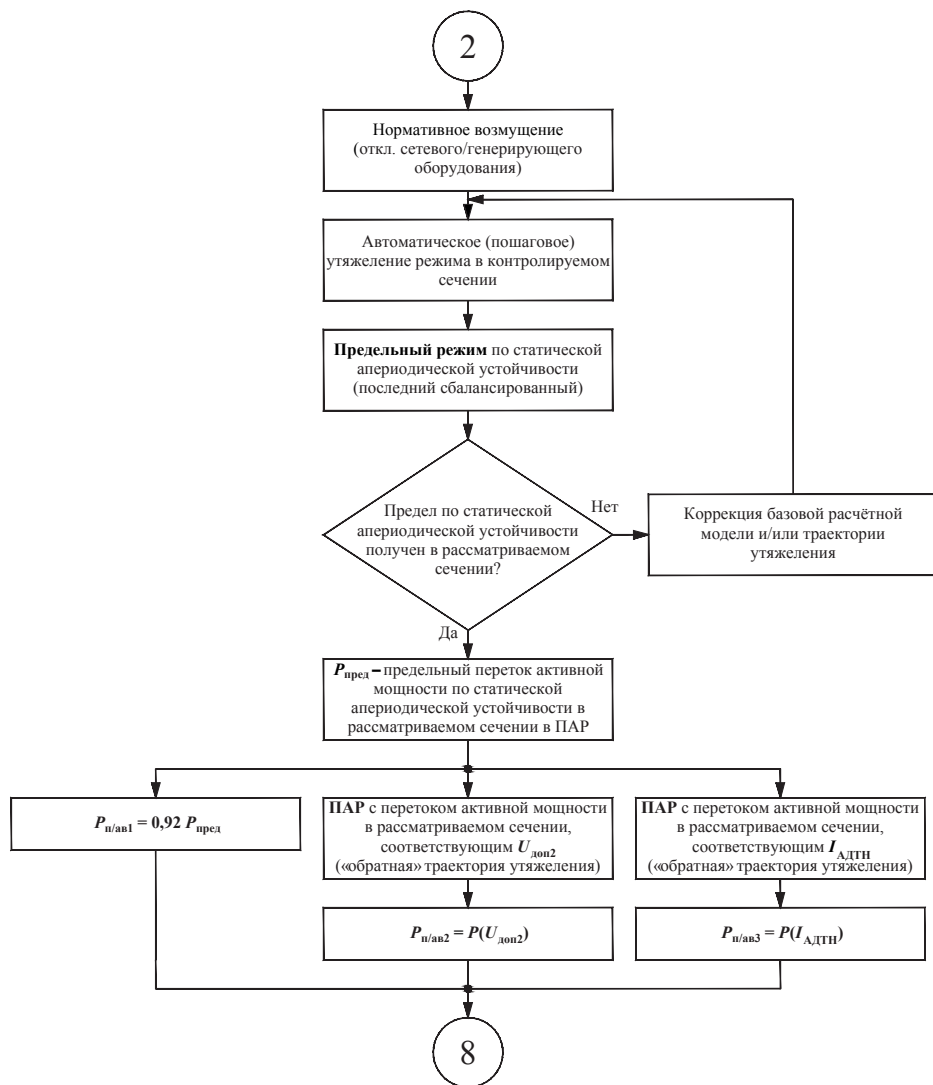 2
Нормативное возмущение
(откл. сетевого/генерирующего
оборудования)
Автоматическое (пошаговое)
утяжеление режима в контролируемом
сечении
Предельный режим по статической
апериодической устойчивости
(последний сбалансированный)
Предел по статической
апериодической устойчивости
получен в рассматриваемом
сечении?
Нет
Коррекция базовой расчётной
модели и/или траектории
утяжеления
Да
Pпред – предельный переток активной
мощности по статической
апериодической устойчивости в
рассматриваемом сечении в ПАР
Pп/ав1 = 0,92 Pпред
ПАР с перетоком активной мощности
в рассматриваемом сечении,
соответствующим Uдоп2
(«обратная» траектория утяжеления)
ПАР с перетоком активной мощности
в рассматриваемом сечении,
соответствующим IАДТН
(«обратная» траектория утяжеления)
Pп/ав2 = P(Uдоп2)
Pп/ав3 = P(IАДТН)
8